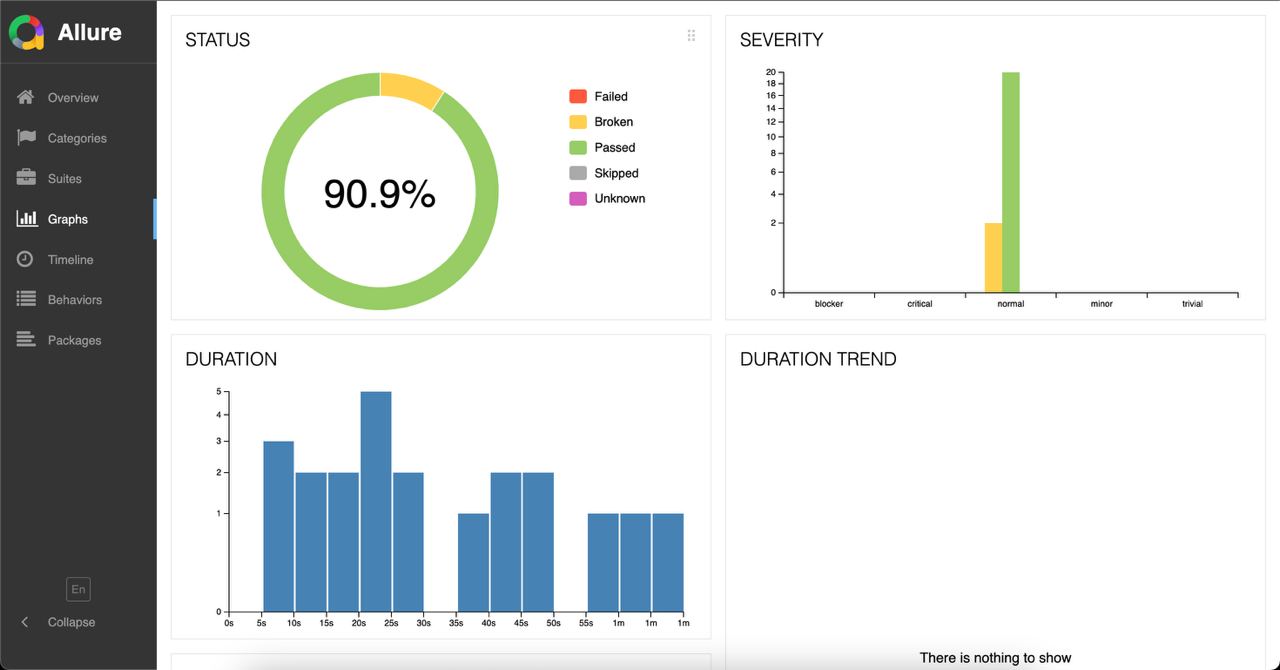 Allure
Overview
Categories
Suites
Graphs
Timeline
Behaviors
Packages
En
Collapse
STATUS
90.9%
Failed
Broken
Passed
Skipped
Unknown
SEVERITY
20
18
16
14
12
10
8
6
4
2
0
blocker critical normal minor trivial
DURATION
5
4
3
2
1
0
0s 5s 10s 15s 20s 25s 30s 35s 40s 45s 50s 55s 1m 1m 1m
DURATION TREND
There is nothing to show